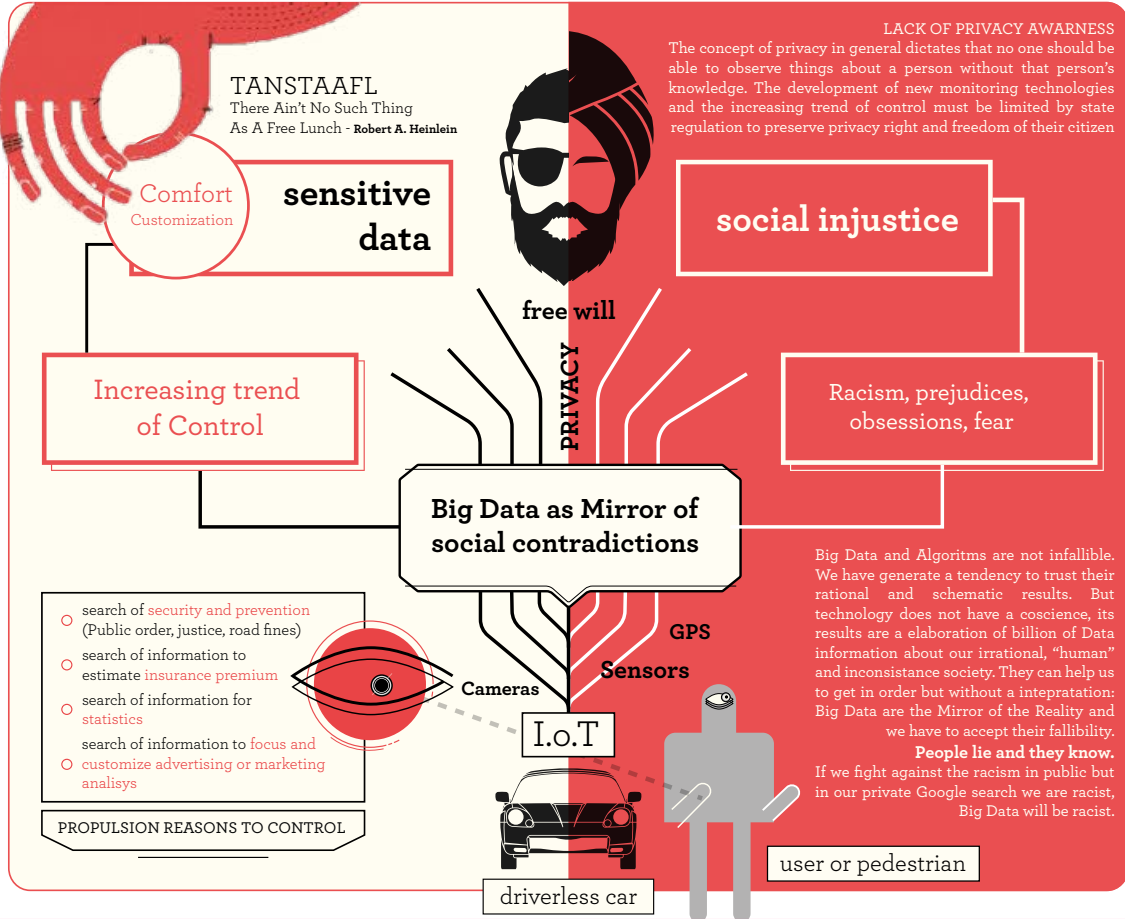 TANSTAAFL
There Ain't No Such Thing
As A Free Lunch - Robert A. Heinlein
Comfort
Customization
sensitive
data
Increasing trend
of Control
LACK OF PRIVACY AWARNESS
The concept of privacy in general dictates that no one should be
able to observe things about a person without that person's
knowledge. The development of new monitoring technologies
and the increasing trend of control must be limited by state
regulation to preserve privacy right and freedom of their citizen
social injustice
Racism, prejudices,
obsessions, fear
free will
PRIVACY
Big Data as Mirror of
social contradictions
search of security and prevention
(Public order, justice, road fines)
search of information to
estimate insurance premium
search of information for
statistics
search of information to focus and
customize advertising or marketing
analisys
PROPULSION REASONS TO CONTROL
Cameras
Sensors
GPS
I.o.T
driverless car
user or pedestrian
Big Data and Algoritms are not infallible.
We have generate a tendency to trust their
rational and schematic results. But
technology does not have a coscience, its
results are a elaboration of billion of Data
information about our irrational, "human"
and inconsistance society. They can help us
to get in order but without a intepratation:
Big Data are the Mirror of the Reality and
we have to accept their fallibility.
People lie and they know.
If we fight against the racism in public but
in our private Google search we are racist,
Big Data will be racist.